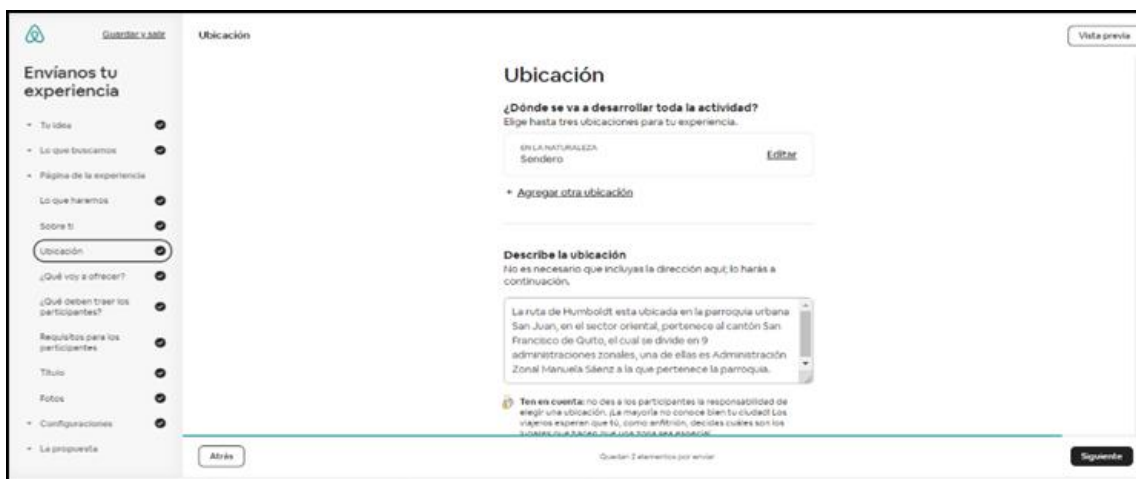 Guardar y salir
Ubicación
Vista previa
Envíanos tu
experiencia
Tu idea
Lo que buscamos
Página de la experiencia
Lo que haremos
Sobre ti
Ubicación
¿Qué voy a ofrecer?
¿Qué deben traer los
participantes?
Requisitos para los
participantes
Título
Fotos
Configuraciones
La propuesta
Ubicación
¿Dónde se va a desarrollar toda la actividad?
Elige hasta tres ubicaciones para tu experiencia.
EN LA NATURALEZA
Sendero
Editar
+ Agregar otra ubicación
Describe la ubicación
No es necesario que incluyas la dirección aquí; lo harás a
continuación.
La ruta de Humboldt esta ubicada en la parroquia urbana
San Juan, en el sector oriental, pertenece al cantón San
Francisco de Quito, el cual se divide en 9
administraciones zonales, una de ellas es Administración
Zonal Manuela Sáenz a la que pertenece la parroquia.
Ten en cuenta: no des a los participantes la responsabilidad de
elegir una ubicación. ¡La mayoría no conoce bien tu ciudad! Los
viajeros esperan que tú, como anfitrión, decidas cuáles son los
lugares que hacen que una zona sea especial.
Atrás
Quedan 2 elementos por enviar
Siguiente